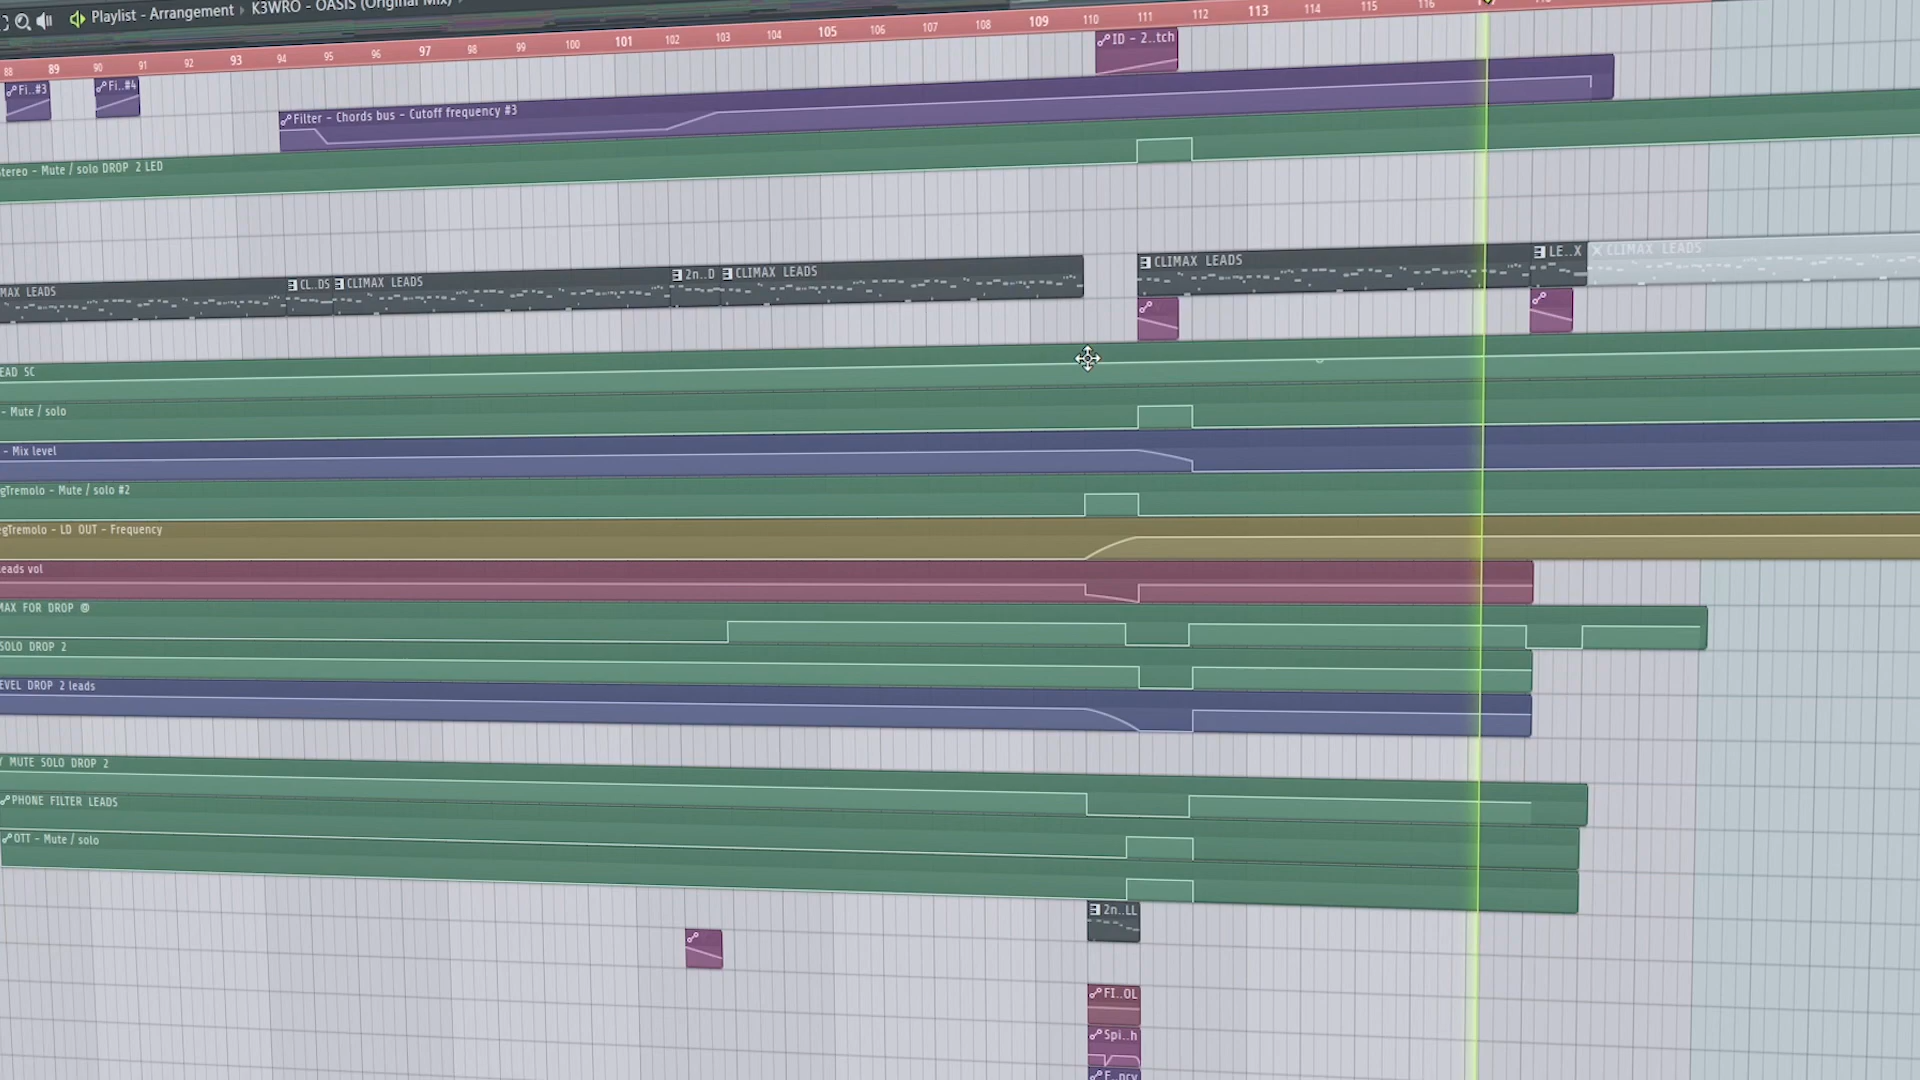 Playlist - Arrangement › K3WRO - OASIS (Original Mix) ›
88 89 90 91 92 93 94 95 96 97 98 99 100 101 102 103 104 105 106 107 108 109 110 111 112 113 114 115 116
ID - 2..tch
Fi..#3 Fi..#4
Filter - Chords bus - Cutoff frequency #3
tereo - Mute / solo DROP 2 LED
MAX LEADS CL..DS CLIMAX LEADS 2n..D CLIMAX LEADS CLIMAX LEADS LE..X CLIMAX LEADS
EAD SC
- Mute / solo
- Mix level
gTremolo - Mute / solo #2
egTremolo - LD OUT - Frequency
eads vol
MAX FOR DROP @
SOLO DROP 2
EVEL DROP 2 leads
Y MUTE SOLO DROP 2
PHONE FILTER LEADS
OTT - Mute / solo
2n..LL
FI..OL
Spi..h
F..ncy